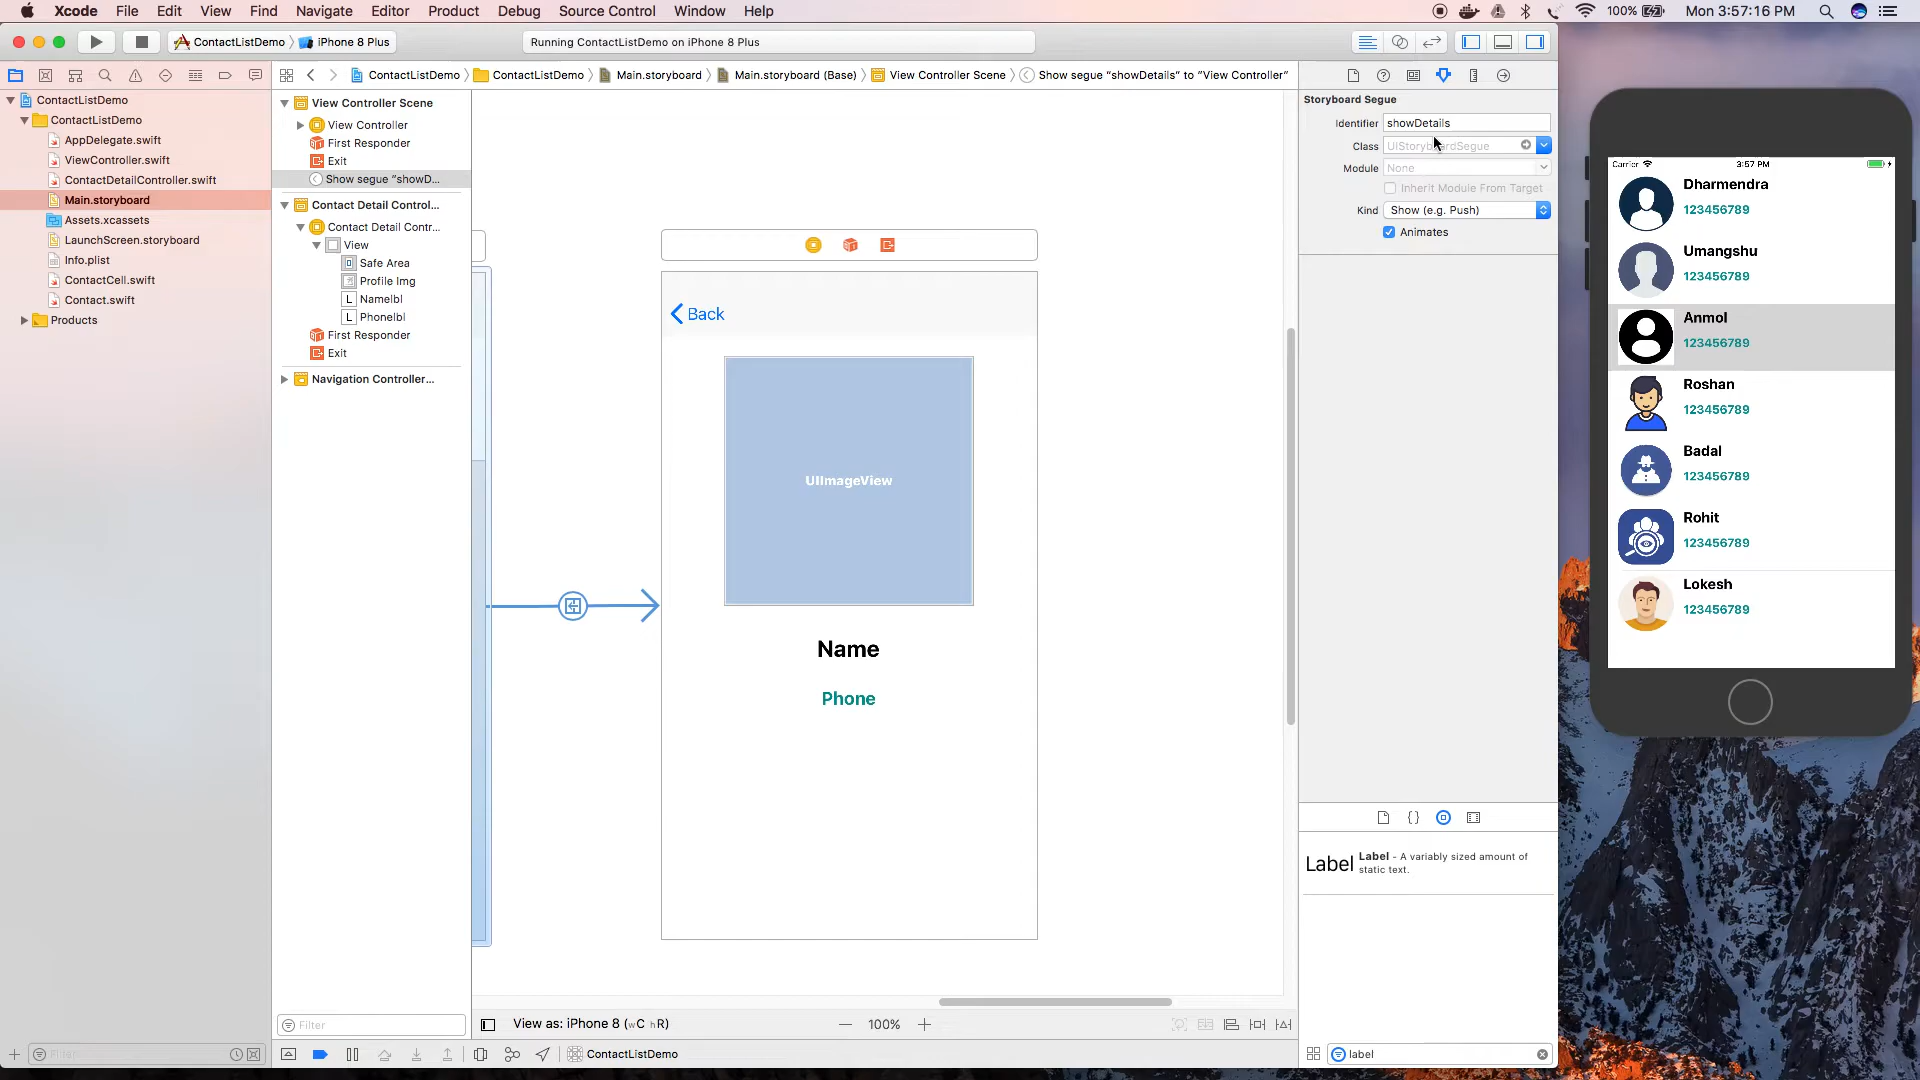 Xcode File Edit View Find Navigate Editor Product Debug Source Control Window Help
100% Mon 3:57:16 PM
ContactListDemo iPhone 8 Plus
Running ContactListDemo on iPhone 8 Plus
ContactListDemo ContactListDemo Main.storyboard Main.storyboard (Base) View Controller Scene Show segue "showDetails" to "View Controller"
ContactListDemo
ContactListDemo
AppDelegate.swift
ViewController.swift
ContactDetailController.swift
Main.storyboard
Assets.xcassets
LaunchScreen.storyboard
Info.plist
ContactCell.swift
Contact.swift
Products
View Controller Scene
View Controller
First Responder
Exit
Show segue "showD...
Contact Detail Control...
Contact Detail Contr...
View
Safe Area
Profile Img
L Namelbl
L Phonelbl
First Responder
Exit
Navigation Controller...
Filter
Back
UIImageView
Name
Phone
View as: iPhone 8 (wC hR)
100%
ContactListDemo
Filter
Storyboard Segue
Identifier showDetails
Class UIStoryboardSegue
Module None
Inherit Module From Target
Kind Show (e.g. Push)
Animates
Label Label - A variably sized amount of
static text.
label
Carrier 3:57 PM
Dharmendra
123456789
Umangshu
123456789
Anmol
123456789
Roshan
123456789
Badal
123456789
Rohit
123456789
Lokesh
123456789